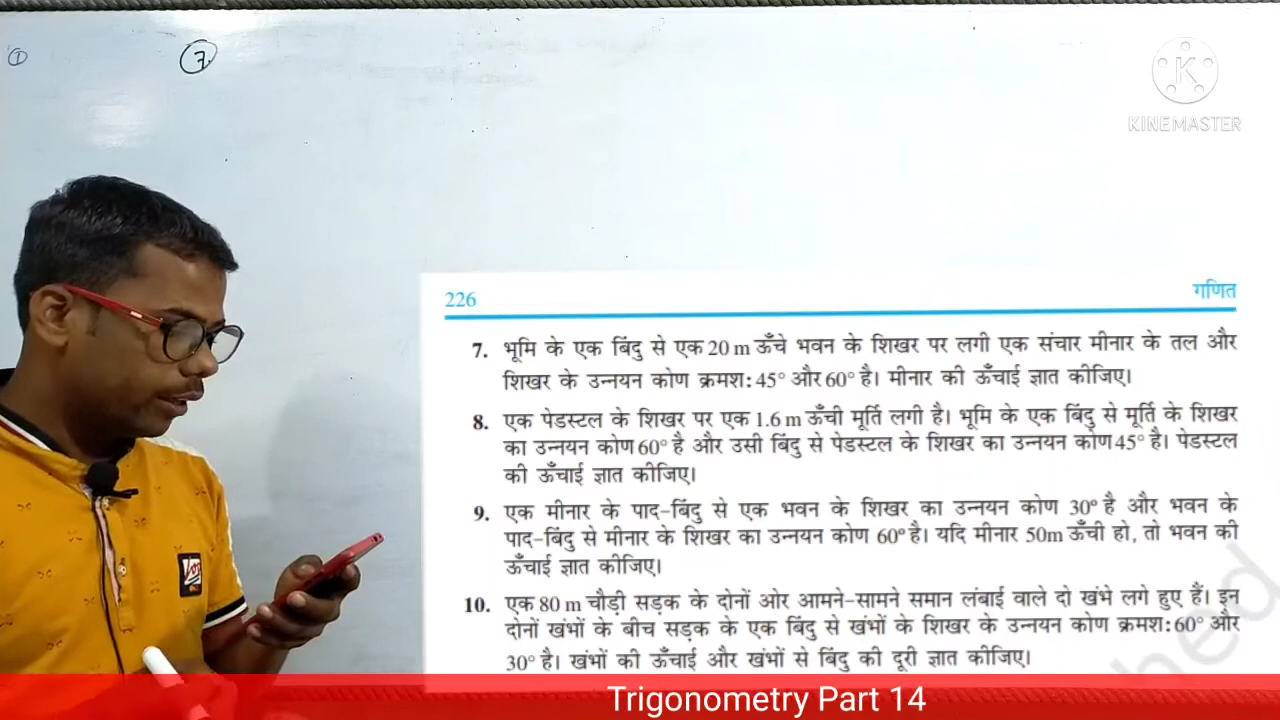 ① ⑦
KINEMASTER
226 गणित
7. भूमि के एक बिंदु से एक 20 m ऊँचे भवन के शिखर पर लगी एक संचार मीनार के तल और
शिखर के उन्नयन कोण क्रमश: 45° और 60° है। मीनार की ऊँचाई ज्ञात कीजिए।
8. एक पेडस्टल के शिखर पर एक 1.6 m ऊँची मूर्ति लगी है। भूमि के एक बिंदु से मूर्ति के शिखर
का उन्नयन कोण 60° है और उसी बिंदु से पेडस्टल के शिखर का उन्नयन कोण 45° है। पेडस्टल
की ऊँचाई ज्ञात कीजिए।
9. एक मीनार के पाद-बिंदु से एक भवन के शिखर का उन्नयन कोण 30° है और भवन के
पाद-बिंदु से मीनार के शिखर का उन्नयन कोण 60° है। यदि मीनार 50m ऊँची हो, तो भवन की
ऊँचाई ज्ञात कीजिए।
10. एक 80 m चौड़ी सड़क के दोनों ओर आमने-सामने समान लंबाई वाले दो खंभे लगे हुए हैं। इन
दोनों खंभों के बीच सड़क के एक बिंदु से खंभों के शिखर के उन्नयन कोण क्रमश: 60° और
30° है। खंभों की ऊँचाई और खंभों से बिंदु की दूरी ज्ञात कीजिए।
Trigonometry Part 14